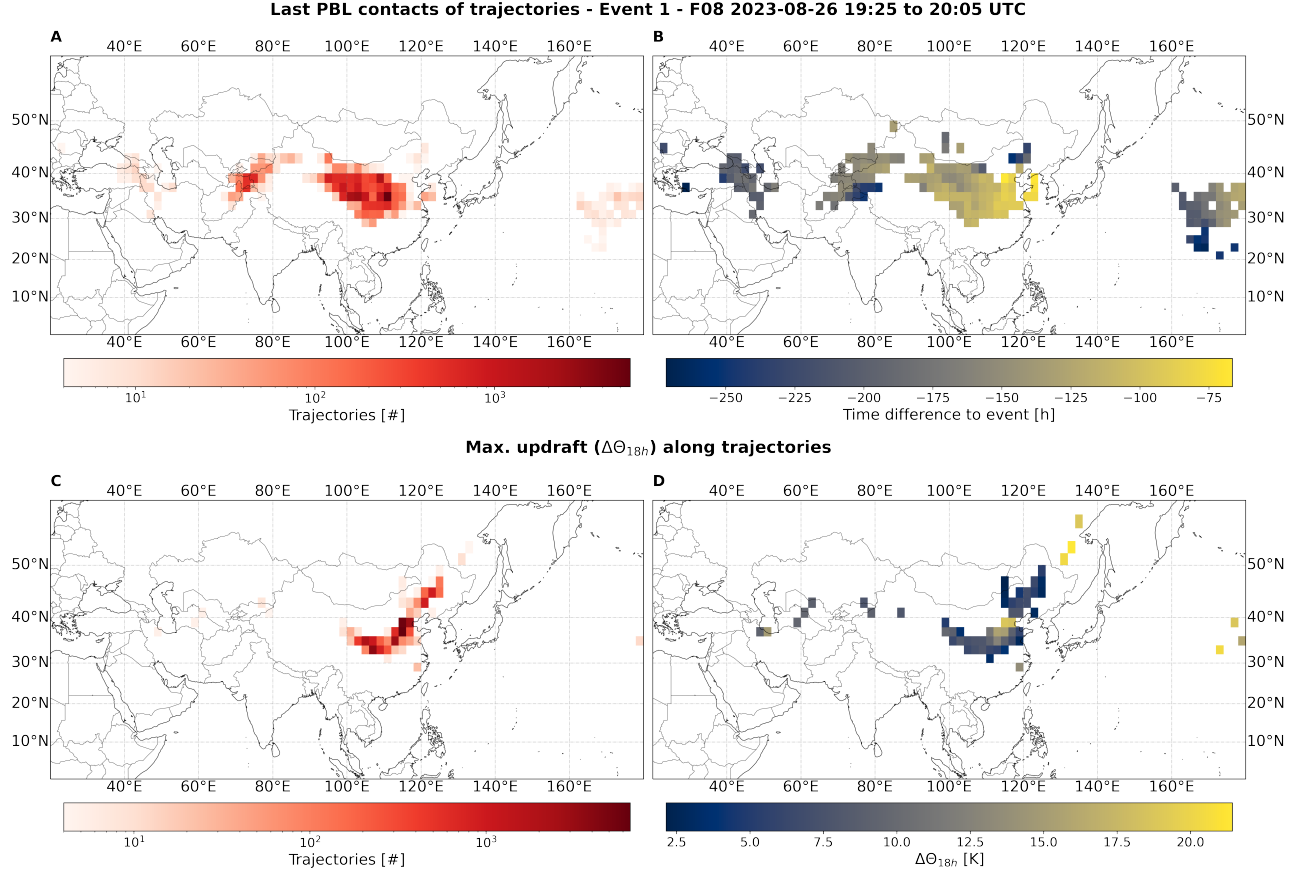 Last PBL contacts of trajectories - Event 1 - F08 2023-08-26 19:25 to 20:05 UTC
A
B
40°E 60°E 80°E 100°E 120°E 140°E 160°E
40°E 60°E 80°E 100°E 120°E 140°E 160°E
50°N 50°N
40°N 40°N
30°N 30°N
20°N 20°N
10°N 10°N
40°E 60°E 80°E 100°E 120°E 140°E 160°E
40°E 60°E 80°E 100°E 120°E 140°E 160°E
10¹ 10² 10³
Trajectories [#]
−250 −225 −200 −175 −150 −125 −100 −75
Time difference to event [h]
Max. updraft (ΔΘ₁₈ₕ) along trajectories
C
D
40°E 60°E 80°E 100°E 120°E 140°E 160°E
40°E 60°E 80°E 100°E 120°E 140°E 160°E
50°N 50°N
40°N 40°N
30°N 30°N
20°N 20°N
10°N 10°N
40°E 60°E 80°E 100°E 120°E 140°E 160°E
40°E 60°E 80°E 100°E 120°E 140°E 160°E
10¹ 10² 10³
Trajectories [#]
2.5 5.0 7.5 10.0 12.5 15.0 17.5 20.0
ΔΘ₁₈ₕ [K]